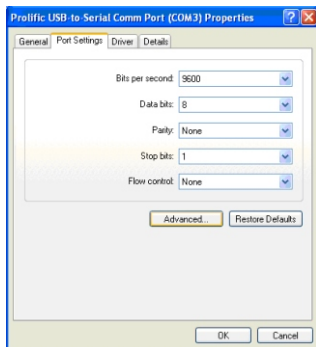 Prolific USB-to-Serial Comm Port (COM3) Properties
General Port Settings Driver Details
Bits per second: 9600
Data bits: 8
Parity: None
Stop bits: 1
Flow control: None
Advanced... Restore Defaults
OK Cancel